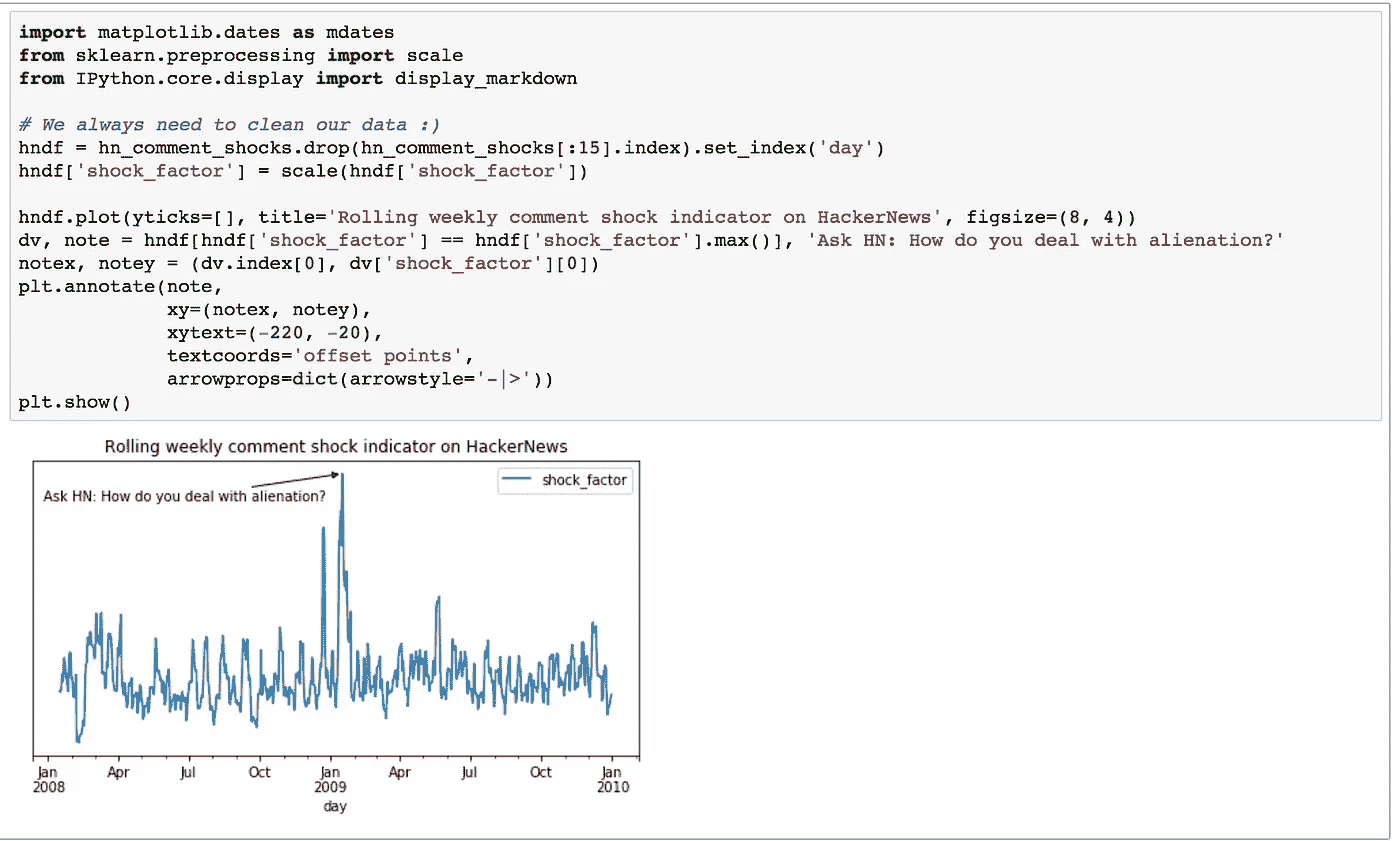 import matplotlib.dates as mdates
from sklearn.preprocessing import scale
from IPython.core.display import display_markdown

# We always need to clean our data :)
hndf = hn_comment_shocks.drop(hn_comment_shocks[:15].index).set_index('day')
hndf['shock_factor'] = scale(hndf['shock_factor'])

hndf.plot(yticks=[], title='Rolling weekly comment shock indicator on HackerNews', figsize=(8, 4))
dv, note = hndf[hndf['shock_factor'] == hndf['shock_factor'].max()], 'Ask HN: How do you deal with alienation?'
notex, notey = (dv.index[0], dv['shock_factor'][0])
plt.annotate(note,
             xy=(notex, notey),
             xytext=(-220, -20),
             textcoords='offset points',
             arrowprops=dict(arrowstyle='-|>'))
plt.show()
Rolling weekly comment shock indicator on HackerNews
shock_factor
Ask HN: How do you deal with alienation?
Jan Apr Jul Oct Jan Apr Jul Oct Jan
2008 2009 2010
day